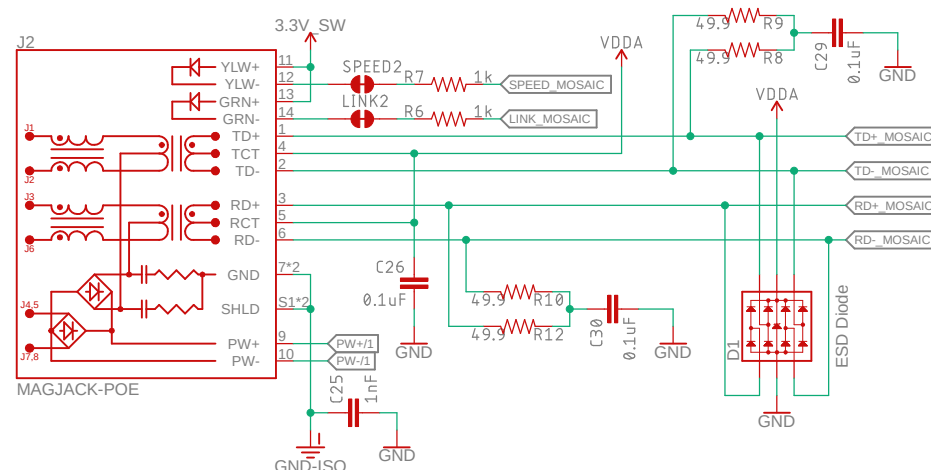 J2
3.3V_SW
YLW+
11
YLW-
12
GRN+
13
GRN-
14
TD+
1
TCT
4
TD-
2
RD+
3
RCT
5
RD-
6
GND
7*2
SHLD
S1*2
PW+
9
PW-
10
J1
J2
J3
J6
J4,5
J7,8
MAGJACK-POE
SPEED2
R7
1k
SPEED_MOSAIC
LINK2
R6
1k
LINK_MOSAIC
VDDA
49.9
R9
49.9
R8
C29
0.1uF
GND
VDDA
TD+_MOSAIC
TD-_MOSAIC
RD+_MOSAIC
RD-_MOSAIC
C26
0.1uF
GND
49.9
R10
49.9
R12
C30
0.1uF
GND
PW+/1
PW-/1
C25
1nF
GND-ISO
GND
D1
ESD Diode
GND